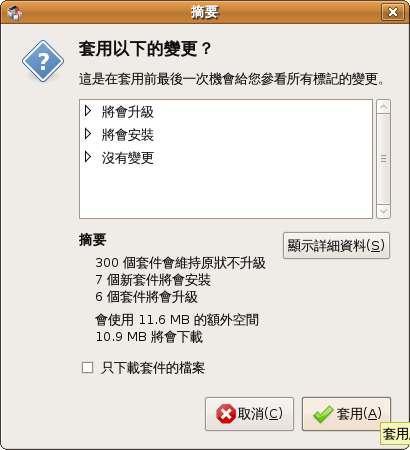 摘要
套用以下的變更？
這是在套用前最後一次機會給您參看所有標記的變更。
將會升級
將會安裝
沒有變更
摘要
顯示詳細資料(S)
300 個套件會維持原狀不升級
7 個新套件將會安裝
6 個套件將會升級
會使用 11.6 MB 的額外空間
10.9 MB 將會下載
只下載套件的檔案
取消(C)
套用(A)
套用